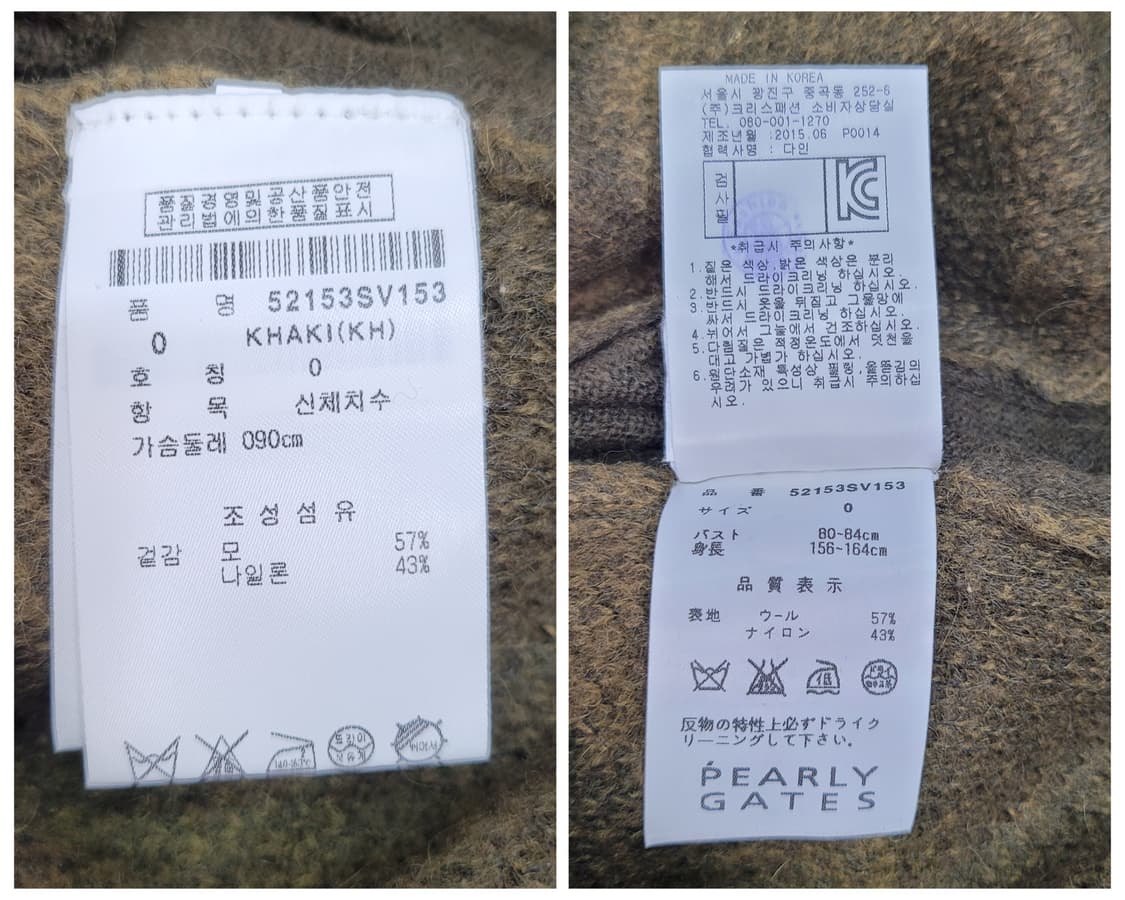 품질경영및공산품안전
관리법에의한품질표시
품 명 52153SV153
0 KHAKI(KH)
호 칭 0
항 목 신체치수
가슴둘레 090cm
조성섬유
겉감 모 57%
나일론 43%
드라이
MADE IN KOREA
서울시 광진구 중곡동 252-6
(주)크리스패션 소비자상담실
TEL. 080-001-1270
제조년월 :2015.06 P0014
협력사명 : 다인
검사필
KC
*취급시 주의사항*
1.짙은 색상,밝은 색상은 분리
해서 드라이크리닝 하십시오.
2.반드시 드라이크리닝 하십시오.
3.반드시 옷을 뒤집고 그물망에
싸서 드라이크리닝 하십시오.
4.뉘어서 그늘에서 건조하십시오.
5.다림질은 적정온도에서 덧천을
대고 가볍가 하십시오.
6.원단소재 특성상 필링,올뜯김의
우려가 있으니 취급시 주의하십
시오.
品 番 52153SV153
サイズ 0
バスト 80~84cm
身長 156~164cm
品質表示
表地 ウール 57%
ナイロン 43%
低
ドライ
反物の特性上必ずドライク
リーニングして下さい。
PEARLY
GATES